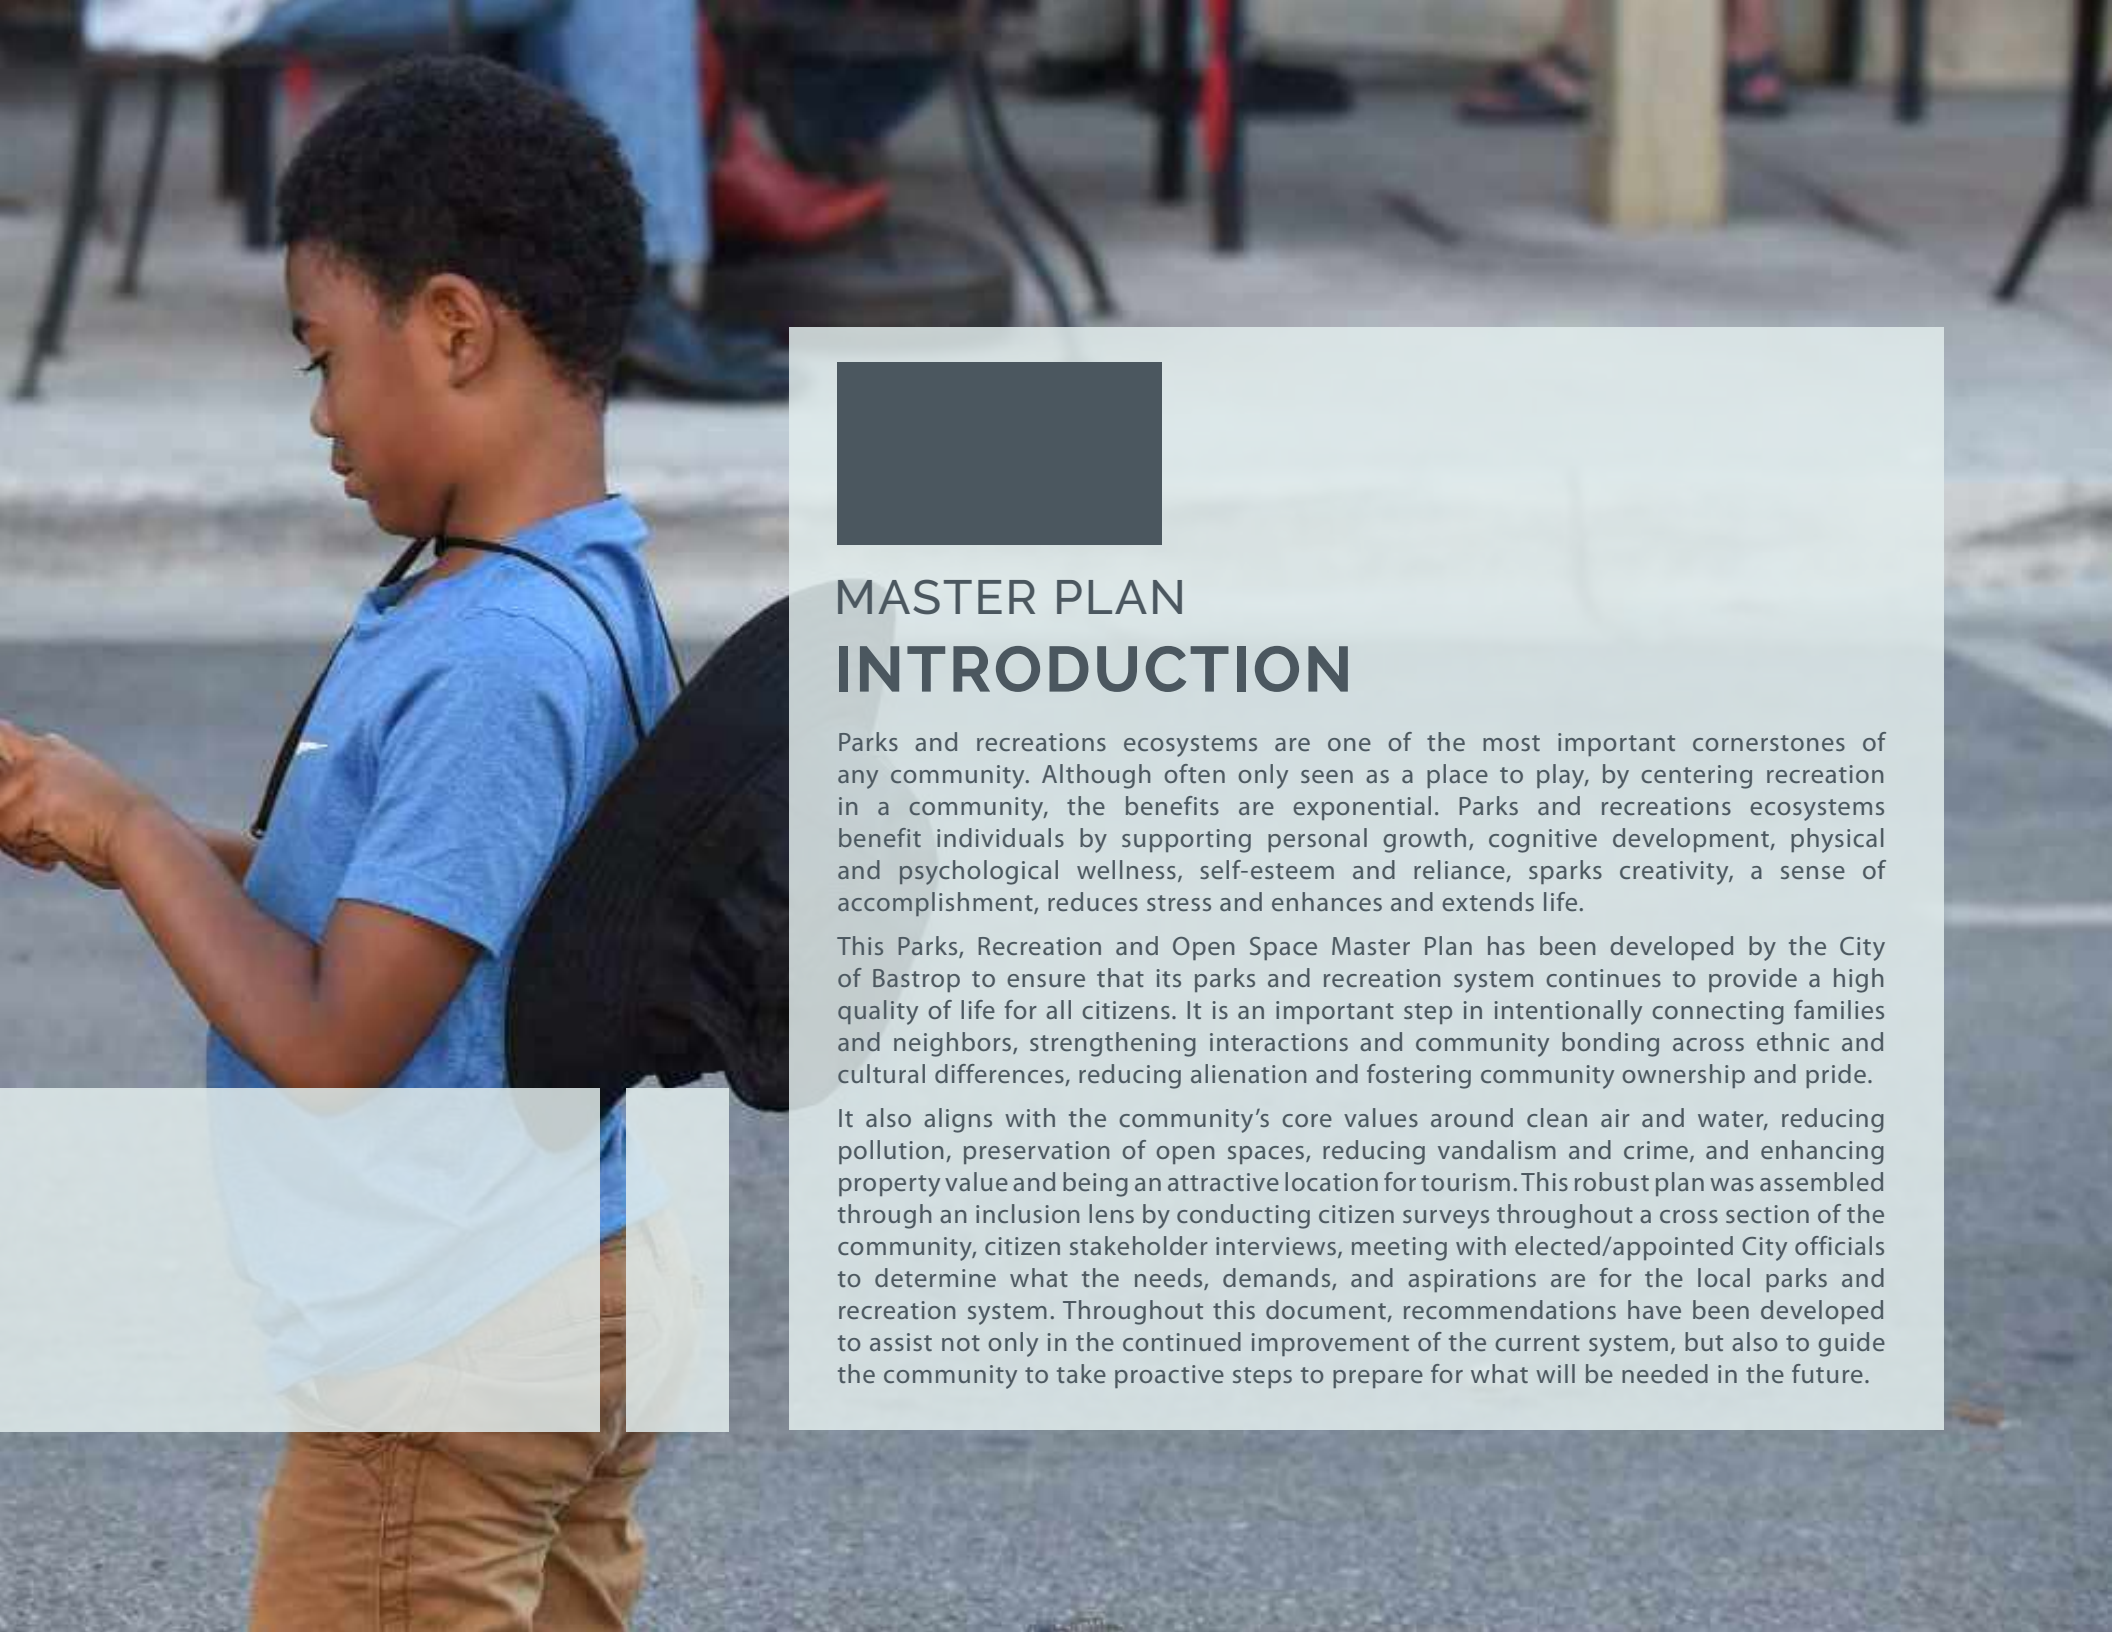 MASTER PLAN
INTRODUCTION
Parks and recreations ecosystems are one of the most important cornerstones of
any community. Although often only seen as a place to play, by centering recreation
in a community, the benefits are exponential. Parks and recreations ecosystems
benefit individuals by supporting personal growth, cognitive development, physical
and psychological wellness, self-esteem and reliance, sparks creativity, a sense of
accomplishment, reduces stress and enhances and extends life.
This Parks, Recreation and Open Space Master Plan has been developed by the City
of Bastrop to ensure that its parks and recreation system continues to provide a high
quality of life for all citizens. It is an important step in intentionally connecting families
and neighbors, strengthening interactions and community bonding across ethnic and
cultural differences, reducing alienation and fostering community ownership and pride.
It also aligns with the community’s core values around clean air and water, reducing
pollution, preservation of open spaces, reducing vandalism and crime, and enhancing
property value and being an attractive location for tourism. This robust plan was assembled
through an inclusion lens by conducting citizen surveys throughout a cross section of the
community, citizen stakeholder interviews, meeting with elected/appointed City officials
to determine what the needs, demands, and aspirations are for the local parks and
recreation system. Throughout this document, recommendations have been developed
to assist not only in the continued improvement of the current system, but also to guide
the community to take proactive steps to prepare for what will be needed in the future.